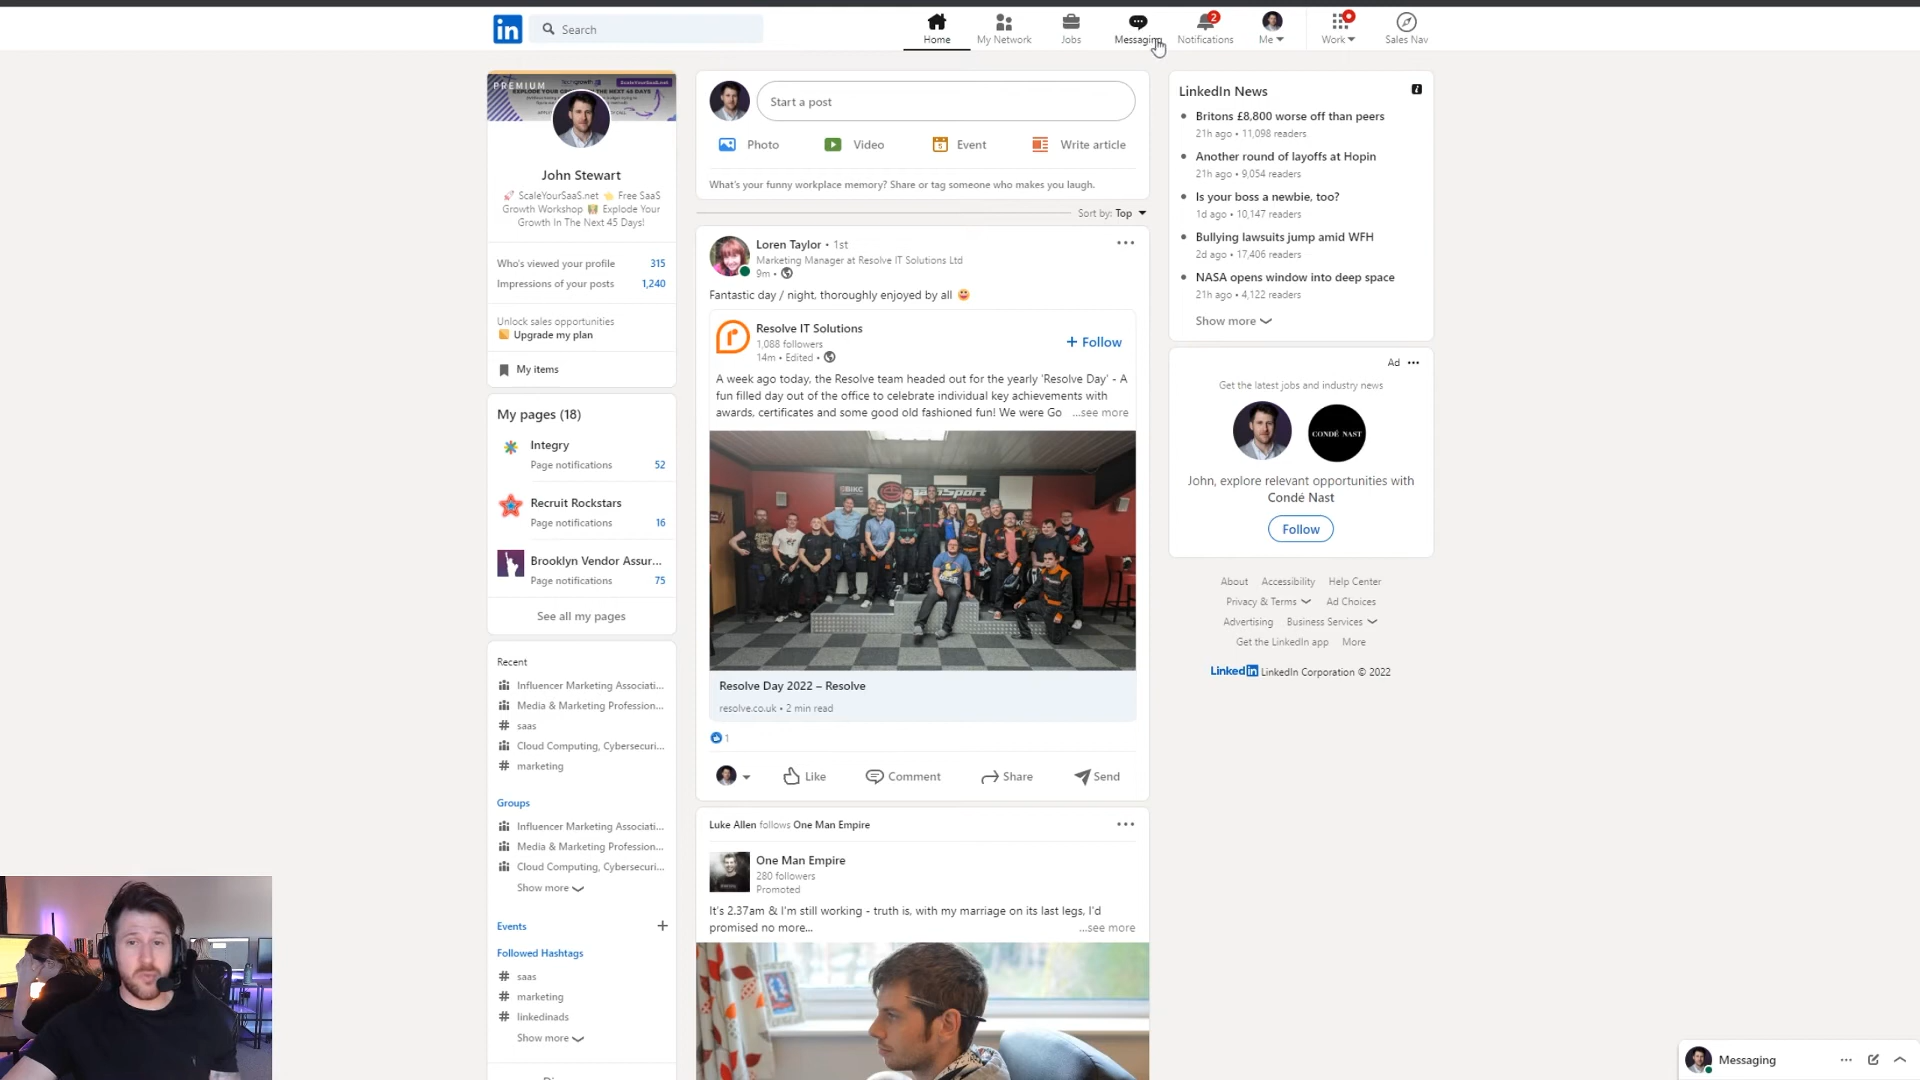 in
Search
Home
My Network
Jobs
Messaging
2
Notifications
Me
Work
Sales Nav
PREMIUM
ScaleYourSaaS.net
EXPLODE YOUR GROWTH IN THE NEXT 45 DAYS
John Stewart
🚀 ScaleYourSaaS.net 👈 Free SaaS
Growth Workshop 🙌 Explode Your
Growth In The Next 45 Days!
Who's viewed your profile 315
Impressions of your posts 1,240
Unlock sales opportunities
Upgrade my plan
My items
My pages (18)
Integry
Page notifications 52
Recruit Rockstars
Page notifications 16
Brooklyn Vendor Assur...
Page notifications 75
See all my pages
Recent
Influencer Marketing Associati...
Media & Marketing Profession...
# saas
Cloud Computing, Cybersecuri...
# marketing
Groups
Influencer Marketing Associati...
Media & Marketing Profession...
Cloud Computing, Cybersecuri...
Show more
Events +
Followed Hashtags
# saas
# marketing
# linkedinads
Show more
Start a post
Photo
Video
Event
Write article
What's your funny workplace memory? Share or tag someone who makes you laugh.
Sort by: Top
Loren Taylor • 1st
Marketing Manager at Resolve IT Solutions Ltd
9m •
Fantastic day / night, thoroughly enjoyed by all 😀
Resolve IT Solutions
1,088 followers
14m • Edited •
+ Follow
A week ago today, the Resolve team headed out for the yearly 'Resolve Day' - A
fun filled day out of the office to celebrate individual key achievements with
awards, certificates and some good old fashioned fun! We were Go ...see more
BIKC
Resolve Day 2022 – Resolve
resolve.co.uk • 2 min read
1
Like
Comment
Share
Send
Luke Allen follows One Man Empire
One Man Empire
280 followers
Promoted
It's 2.37am & I'm still working - truth is, with my marriage on its last legs, I'd
promised no more... ...see more
LinkedIn News
• Britons £8,800 worse off than peers
21h ago • 11,098 readers
• Another round of layoffs at Hopin
21h ago • 9,054 readers
• Is your boss a newbie, too?
1d ago • 10,147 readers
• Bullying lawsuits jump amid WFH
2d ago • 17,406 readers
• NASA opens window into deep space
21h ago • 4,122 readers
Show more
Ad
Get the latest jobs and industry news
CONDÉ NAST
John, explore relevant opportunities with
Condé Nast
Follow
About Accessibility Help Center
Privacy & Terms Ad Choices
Advertising Business Services
Get the LinkedIn app More
LinkedIn LinkedIn Corporation © 2022
Messaging